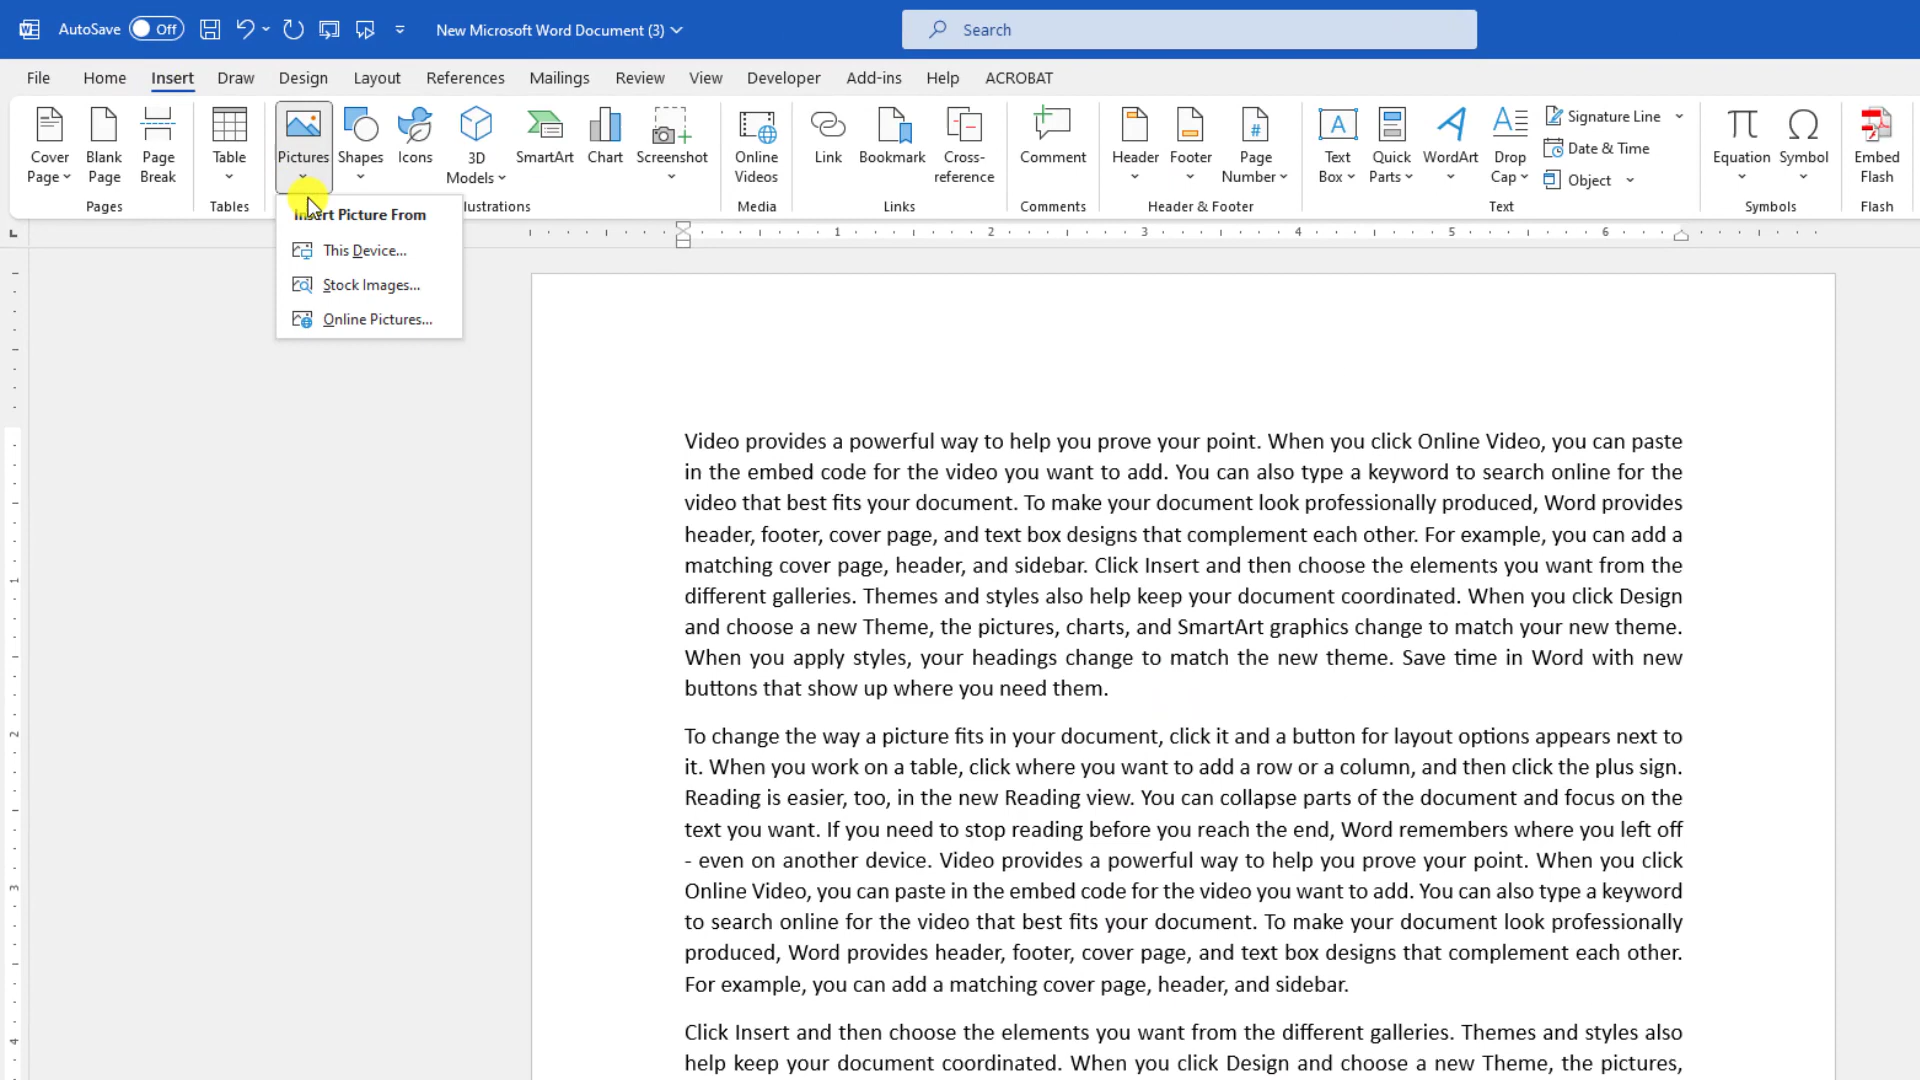 AutoSave Off New Microsoft Word Document (3) Search
File Home Insert Draw Design Layout References Mailings Review View Developer Add-ins Help ACROBAT
Cover Page
Blank Page
Page Break
Pages
Table
Tables
Pictures
Shapes
Icons
3D Models
SmartArt
Chart
Screenshot
lustrations
Online Videos
Media
Link
Bookmark
Cross-reference
Links
Comment
Comments
Header
Footer
Page Number
Header & Footer
Text Box
Quick Parts
WordArt
Drop Cap
Signature Line
Date & Time
Object
Text
Equation
Symbol
Symbols
Embed Flash
Flash
Insert Picture From
This Device...
Stock Images...
Online Pictures...
1 2 3 4 5 6
1
2
3
4
Video provides a powerful way to help you prove your point. When you click Online Video, you can paste
in the embed code for the video you want to add. You can also type a keyword to search online for the
video that best fits your document. To make your document look professionally produced, Word provides
header, footer, cover page, and text box designs that complement each other. For example, you can add a
matching cover page, header, and sidebar. Click Insert and then choose the elements you want from the
different galleries. Themes and styles also help keep your document coordinated. When you click Design
and choose a new Theme, the pictures, charts, and SmartArt graphics change to match your new theme.
When you apply styles, your headings change to match the new theme. Save time in Word with new
buttons that show up where you need them.
To change the way a picture fits in your document, click it and a button for layout options appears next to
it. When you work on a table, click where you want to add a row or a column, and then click the plus sign.
Reading is easier, too, in the new Reading view. You can collapse parts of the document and focus on the
text you want. If you need to stop reading before you reach the end, Word remembers where you left off
- even on another device. Video provides a powerful way to help you prove your point. When you click
Online Video, you can paste in the embed code for the video you want to add. You can also type a keyword
to search online for the video that best fits your document. To make your document look professionally
produced, Word provides header, footer, cover page, and text box designs that complement each other.
For example, you can add a matching cover page, header, and sidebar.
Click Insert and then choose the elements you want from the different galleries. Themes and styles also
help keep your document coordinated. When you click Design and choose a new Theme, the pictures,